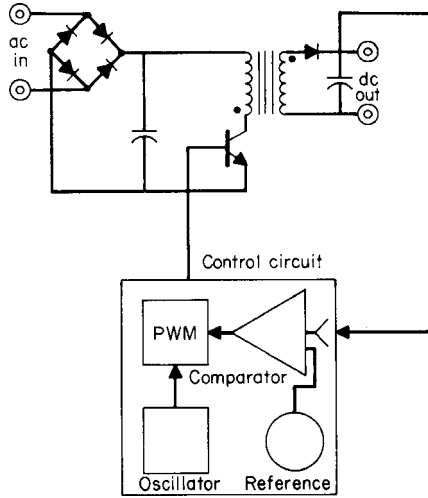 ac
in
dc
out
Control circuit
PWM
Comparator
Oscillator
Reference